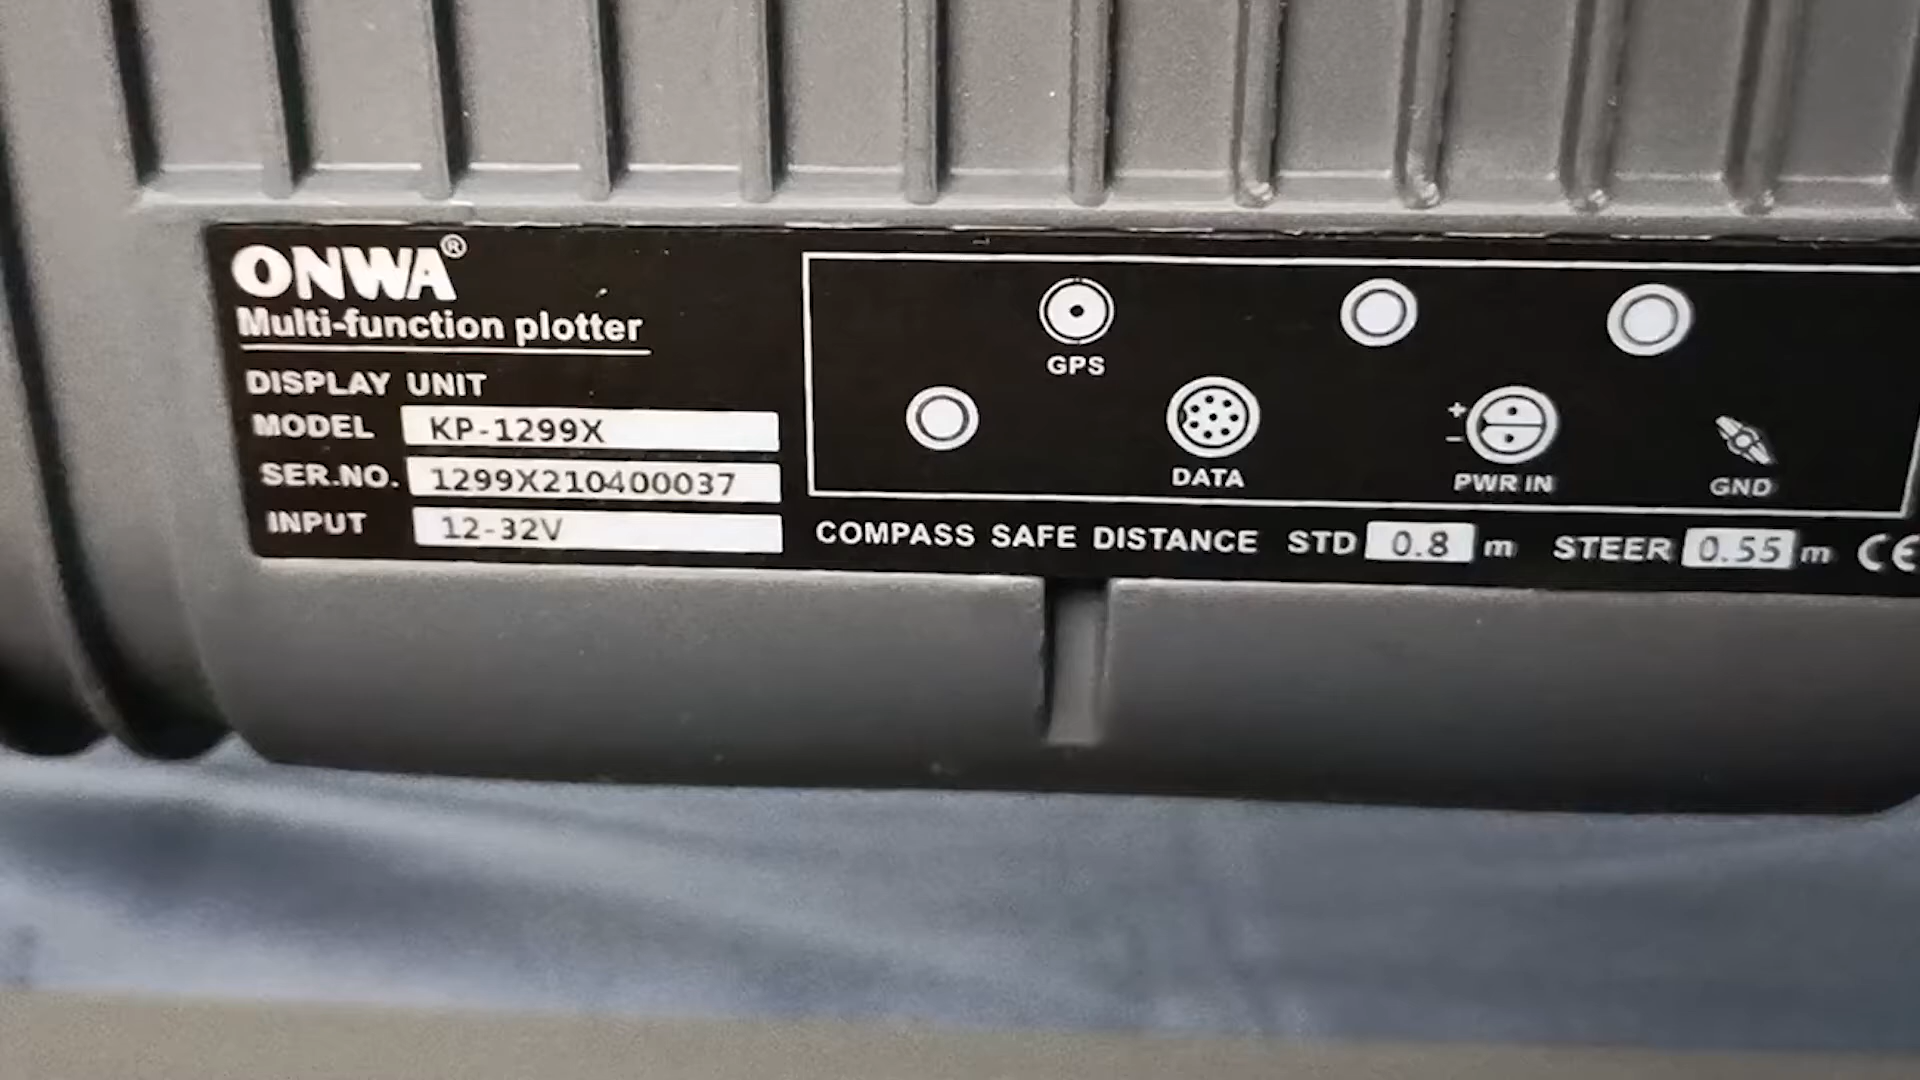 ONWA®
Multi-function plotter
DISPLAY UNIT
MODEL KP-1299X
SER.NO. 1299X210400037
INPUT 12-32V
GPS
DATA
+
-
PWR IN
GND
COMPASS SAFE DISTANCE STD 0.8 m STEER 0.55 m CE